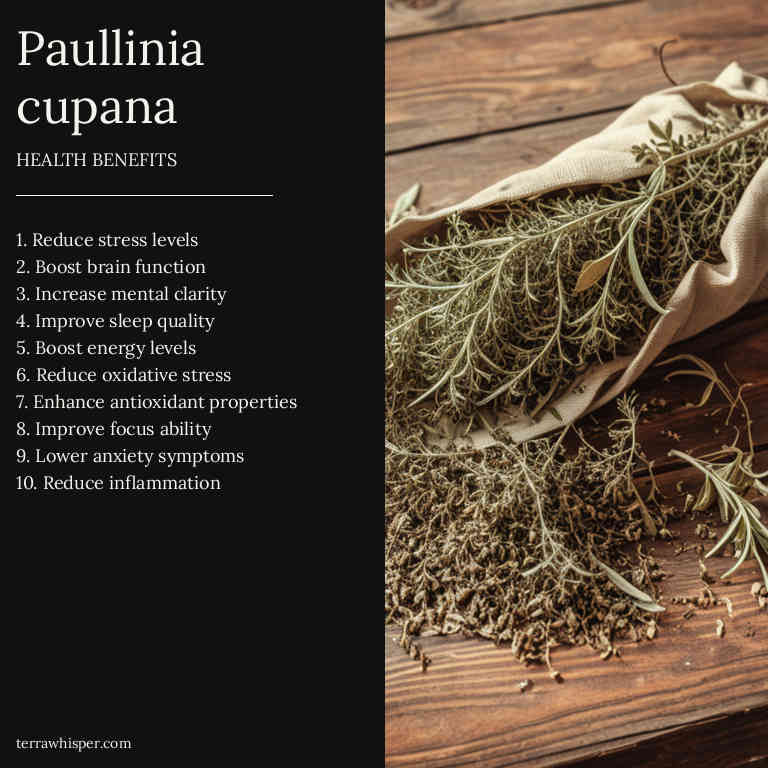 Paullinia
cupana
HEALTH BENEFITS
1. Reduce stress levels
2. Boost brain function
3. Increase mental clarity
4. Improve sleep quality
5. Boost energy levels
6. Reduce oxidative stress
7. Enhance antioxidant properties
8. Improve focus ability
9. Lower anxiety symptoms
10. Reduce inflammation
terrawhisper.com